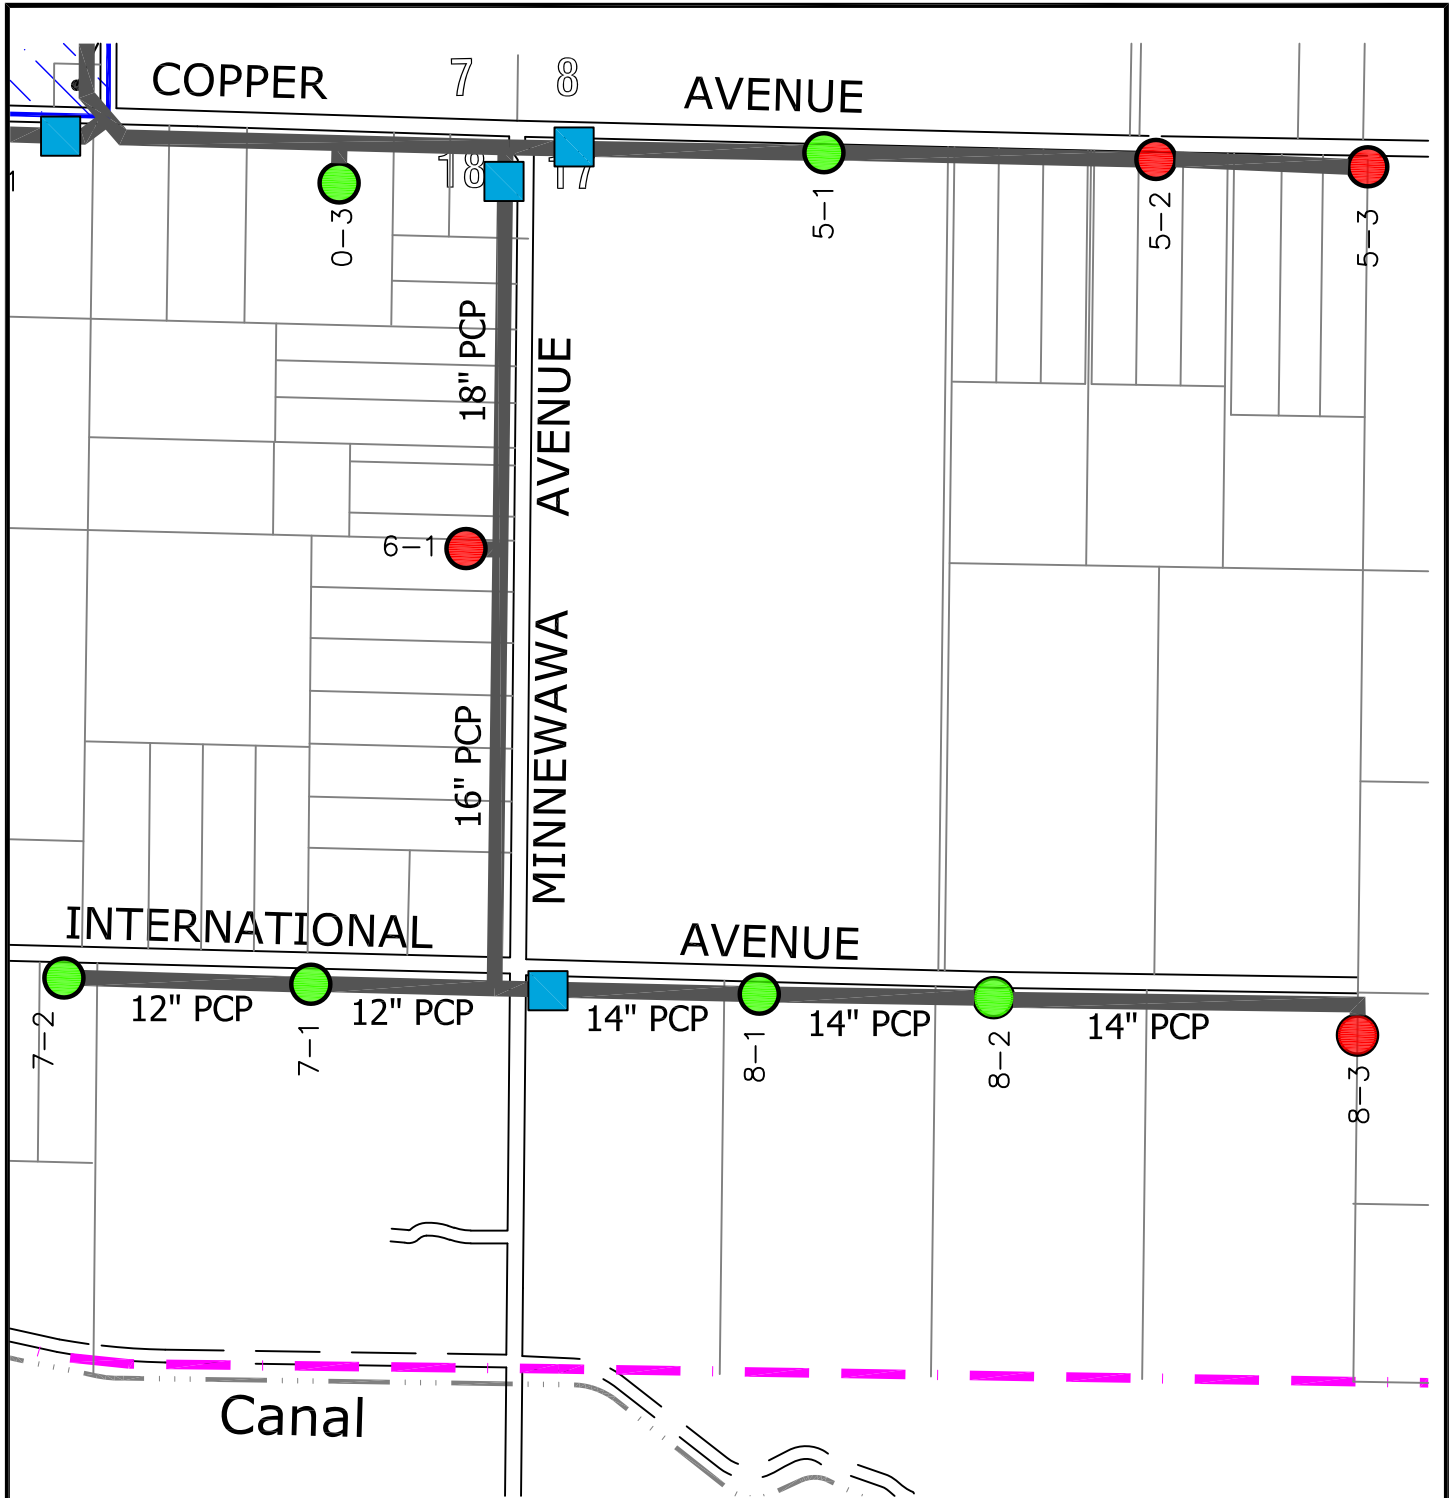 COPPER
7
8
AVENUE
18
17
1
0-3
5-1
5-2
5-3
18" PCP
AVENUE
6-1
MINNEWAWA
16" PCP
INTERNATIONAL
AVENUE
12" PCP
12" PCP
14" PCP
14" PCP
14" PCP
7-2
7-1
8-1
8-2
8-3
Canal